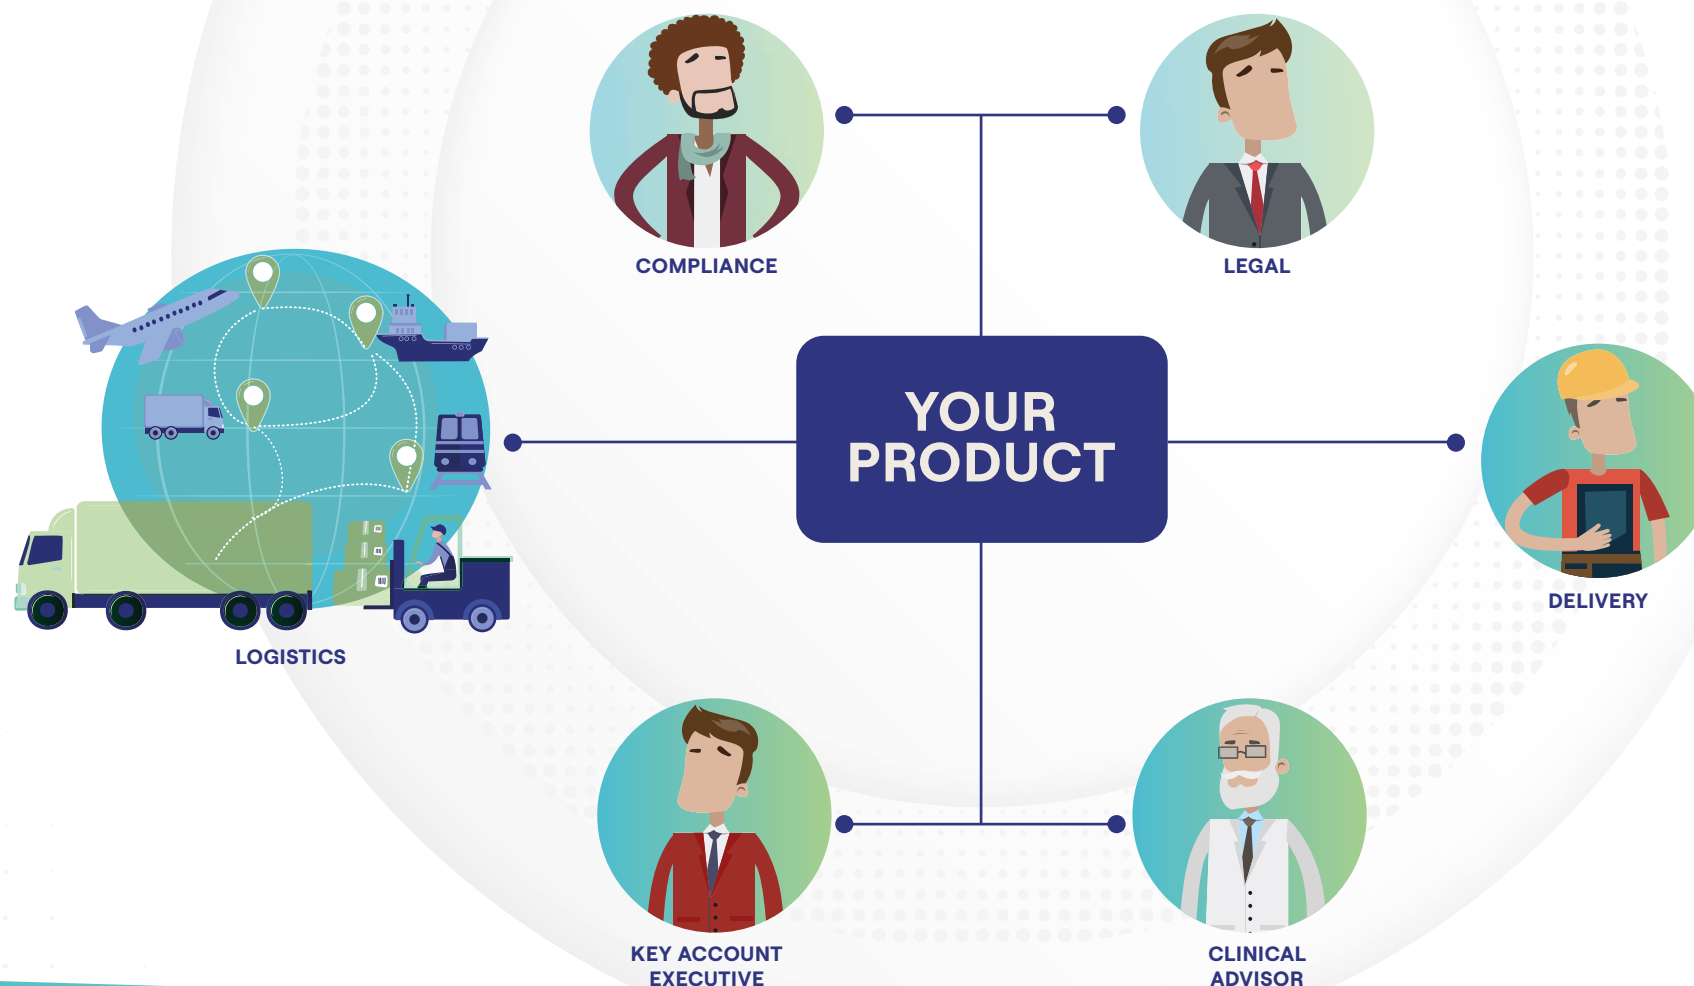 COMPLIANCE
LEGAL
YOUR
PRODUCT
DELIVERY
LOGISTICS
KEY ACCOUNT
EXECUTIVE
CLINICAL
ADVISOR